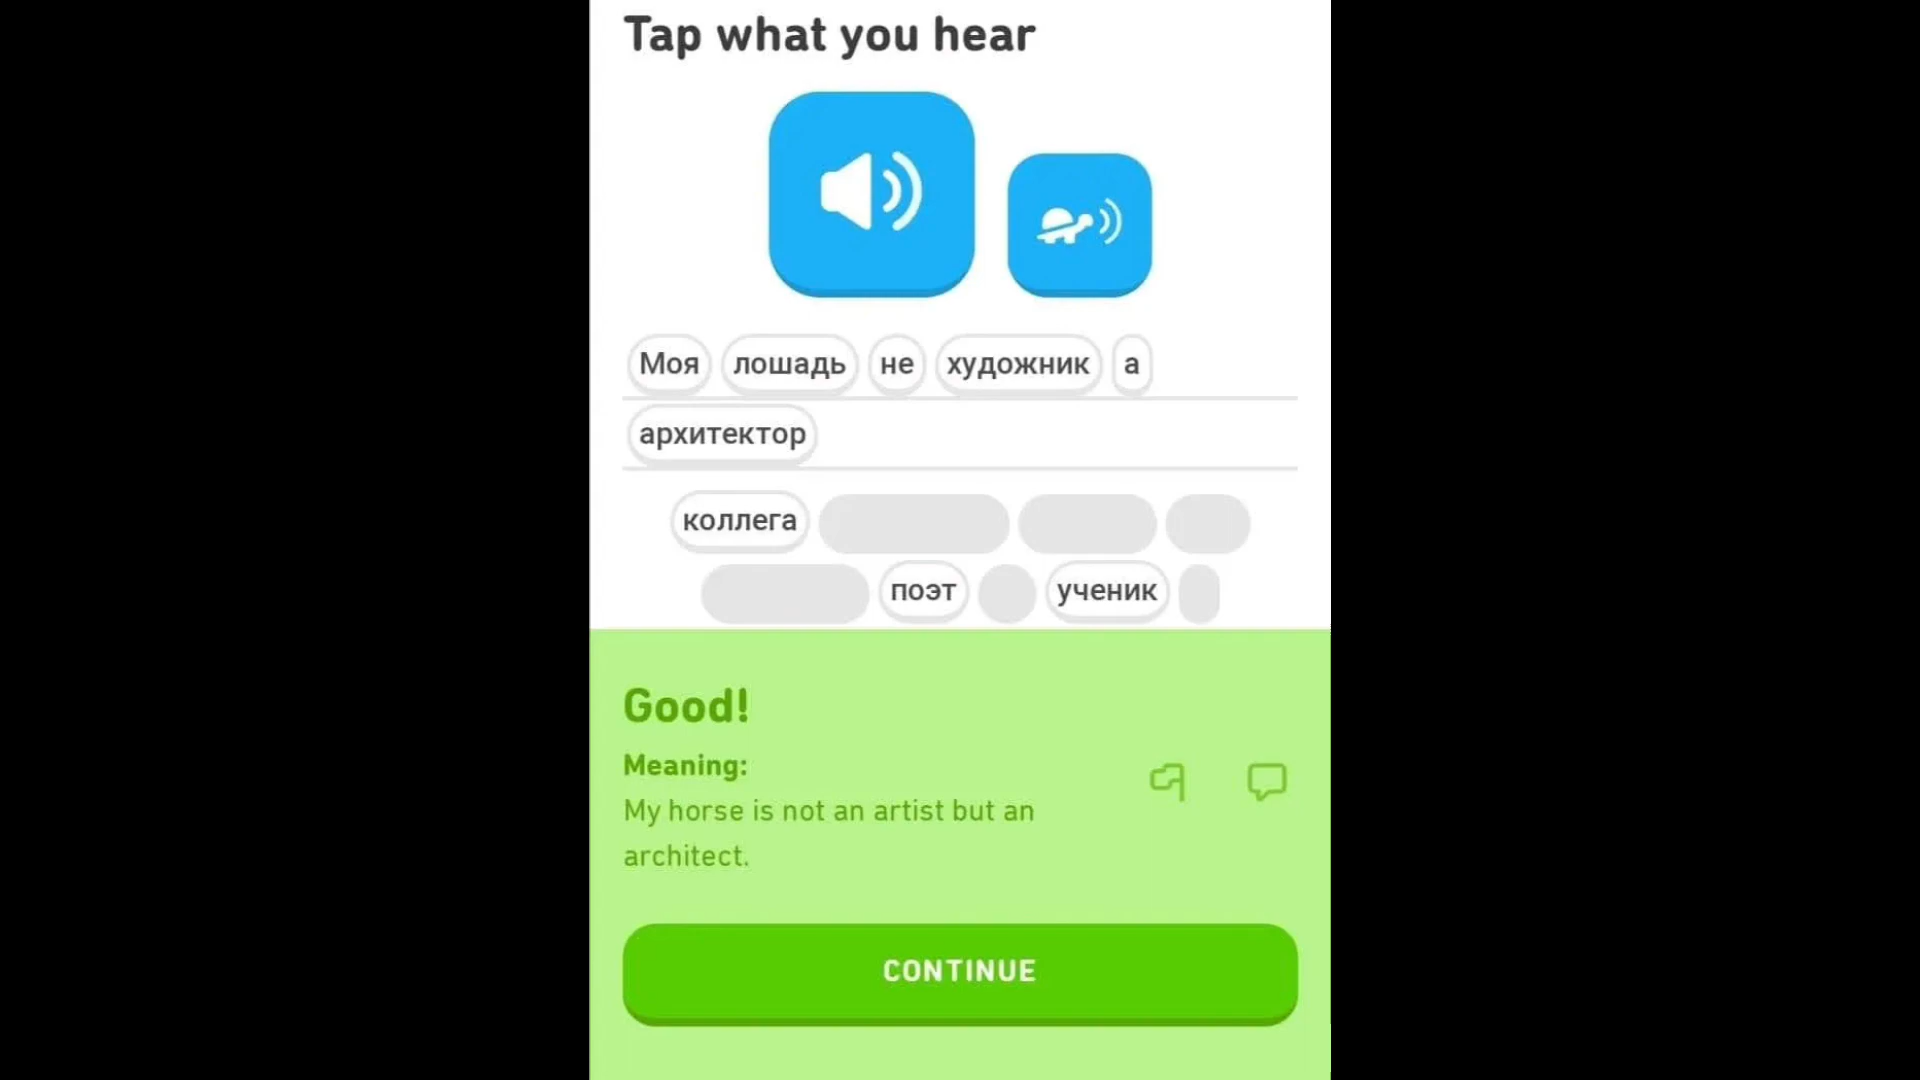 Tap what you hear
Моя лошадь не художник а
архитектор
коллега
поэт ученик
Good!
Meaning:
My horse is not an artist but an
architect.
CONTINUE